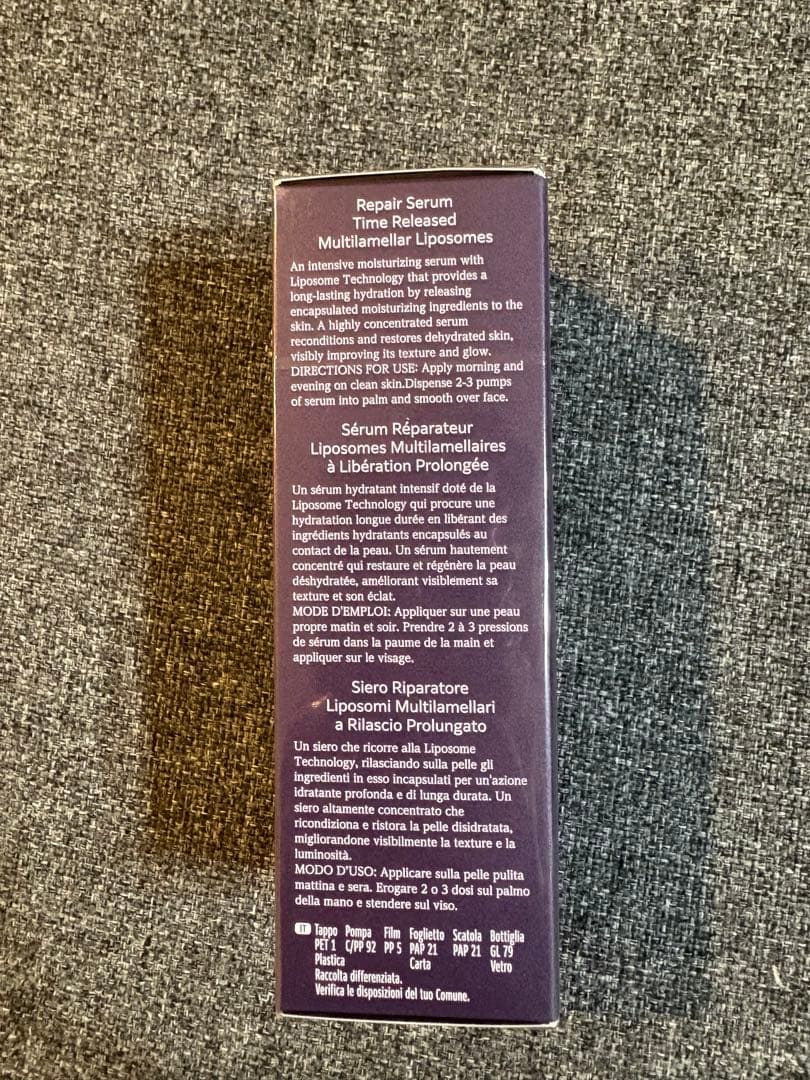 Repair Serum
Time Released
Multilamellar Liposomes
An intensive moisturizing serum with
Liposome Technology that provides a
long-lasting hydration by releasing
encapsulated moisturizing ingredients to the
skin. A highly concentrated serum
reconditions and restores dehydrated skin,
visibly improving its texture and glow.
DIRECTIONS FOR USE: Apply morning and
evening on clean skin.Dispense 2-3 pumps
of serum into palm and smooth over face.
Sérum Réparateur
Liposomes Multilamellaires
à Libération Prolongée
Un sérum hydratant intensif doté de la
Liposome Technology qui procure une
hydratation longue durée en libérant des
ingrédients hydratants encapsulés au
contact de la peau. Un sérum hautement
concentré qui restaure et régénère la peau
déshydratée, améliorant visiblement sa
texture et son éclat.
MODE D'EMPLOI: Appliquer sur une peau
propre matin et soir. Prendre 2 à 3 pressions
de sérum dans la paume de la main et
appliquer sur le visage.
Siero Riparatore
Liposomi Multilamellari
a Rilascio Prolungato
Un siero che ricorre alla Liposome
Technology, rilasciando sulla pelle gli
ingredienti in esso incapsulati per un'azione
idratante profonda e di lunga durata. Un
siero altamente concentrato che
ricondiziona e ristora la pelle disidratata,
migliorandone visibilmente la texture e la
luminosità.
MODO D'USO: Applicare sulla pelle pulita
mattina e sera. Erogare 2 o 3 dosi sul palmo
della mano e stendere sul viso.
IT Tappo Pompa Film Foglietto Scatola Bottiglia
PET 1 C/PP 92 PP 5 PAP 21 PAP 21 GL 79
Plastica Carta Vetro
Raccolta differenziata.
Verifica le disposizioni del tuo Comune.